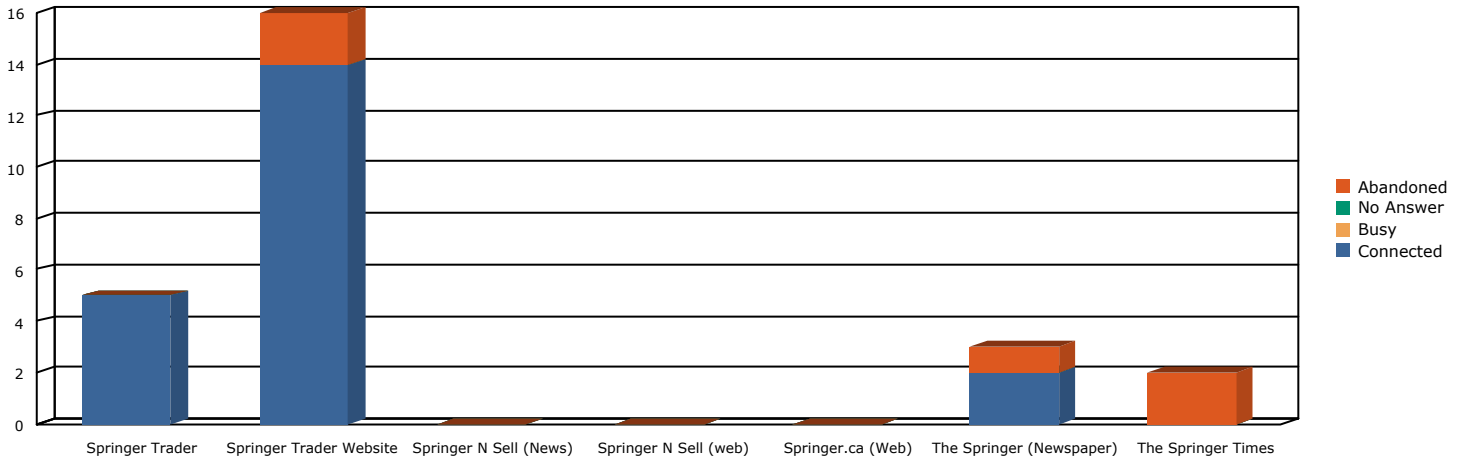 16
14
12
10
8
6
4
2
0
Springer Trader
Springer Trader Website
Springer N Sell (News)
Springer N Sell (web)
Springer.ca (Web)
The Springer (Newspaper)
The Springer Times
Abandoned
No Answer
Busy
Connected